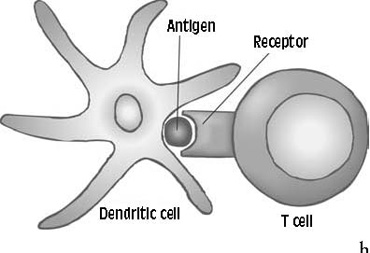 Antigen
Receptor
Dendritic cell
T cell
h